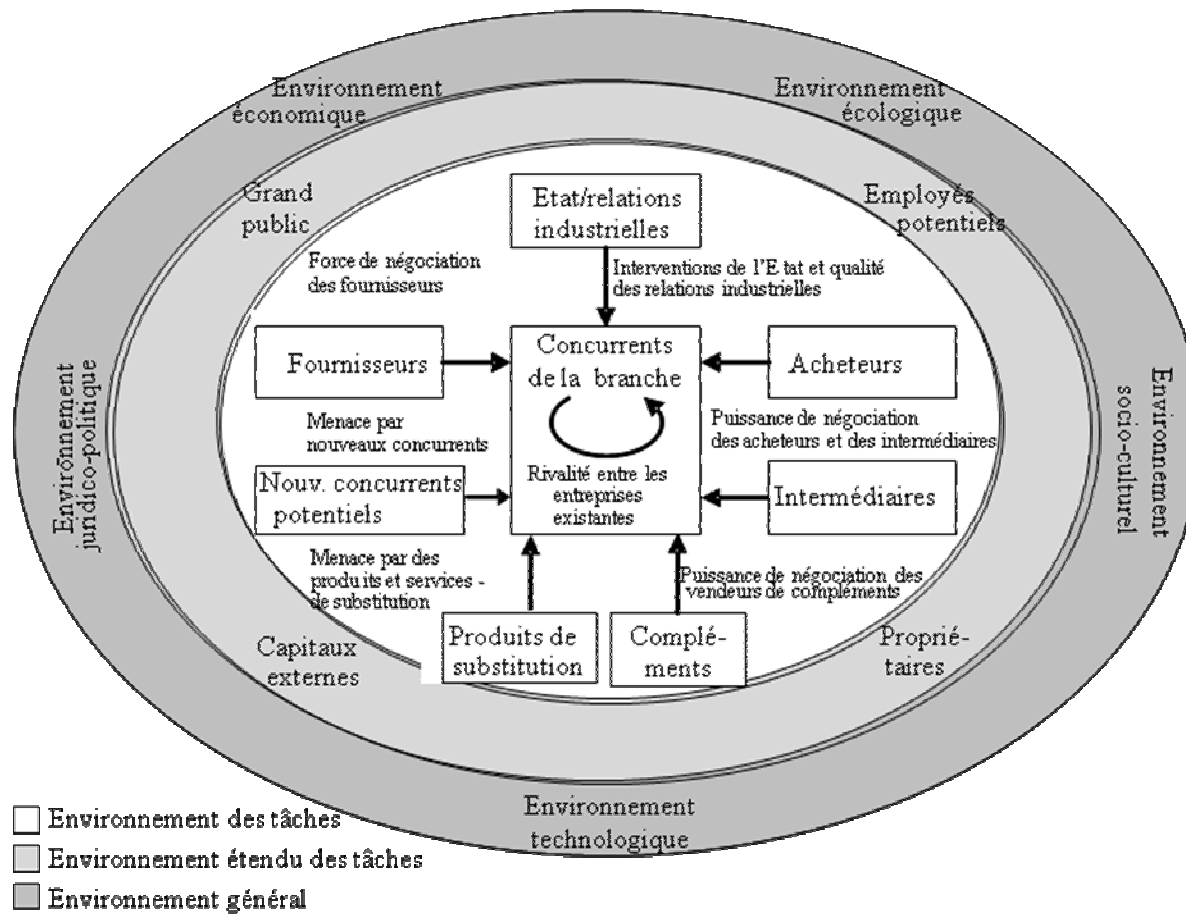 Environnement
économique
Environnement
écologique
Grand
public
Employés
potentiels
Etat/relations
industrielles
Force de négociation
des fournisseurs
Interventions de l'E tat et qualité
des relations industrielles
Fournisseurs
Concurrents
de la branche
Acheteurs
Environnement
juridico-politique
Environnement
socio-culturel
Menace par
nouveaux concurrents
Puissance de négociation
des acheteurs et des intermédiaires
Nouv. concurrents
potentiels
Rivalité entre les
entreprises
existantes
Intermédiaires
Menace par des
produits et services -
de substitution
Puissance de négociation des
vendeurs de compléments
Produits de
substitution
Complé-
ments
Capitaux
externes
Proprié-
taires
Environnement
technologique
Environnement des tâches
Environnement étendu des tâches
Environnement général